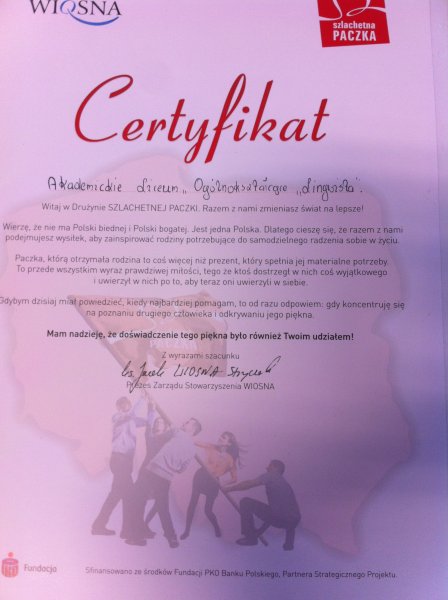 WIOSNA
szlachetna
PACZKA
Certyfikat
Akademickie Liceum Ogólnokształcące „Lingwista”.
Witaj w Drużynie SZLACHETNEJ PACZKI. Razem z nami zmieniasz świat na lepsze!
Wierzę, że nie ma Polski biednej i Polski bogatej. Jest jedna Polska. Dlatego cieszę się, że razem z nami
podejmujesz wysiłek, aby zainspirować rodziny potrzebujące do samodzielnego radzenia sobie w życiu.
Paczka, którą otrzymała rodzina to coś więcej niż prezent, który spełnia jej materialne potrzeby.
To przede wszystkim wyraz prawdziwej miłości, tego że ktoś dostrzegł w nich coś wyjątkowego
i uwierzył w nich po to, aby teraz oni uwierzyli w siebie.
Gdybym dzisiaj miał powiedzieć, kiedy najbardziej pomagam, to od razu odpowiem: gdy koncentruję się
na poznaniu drugiego człowieka i odkrywaniu jego piękna.
Mam nadzieję, że doświadczenie tego piękna było również Twoim udziałem!
Z wyrazami szacunku
ks. Jacek WIOSNA Stryczek
Prezes Zarządu Stowarzyszenia WIOSNA
Fundacja
Sfinansowano ze środków Fundacji PKO Banku Polskiego, Partnera Strategicznego Projektu.